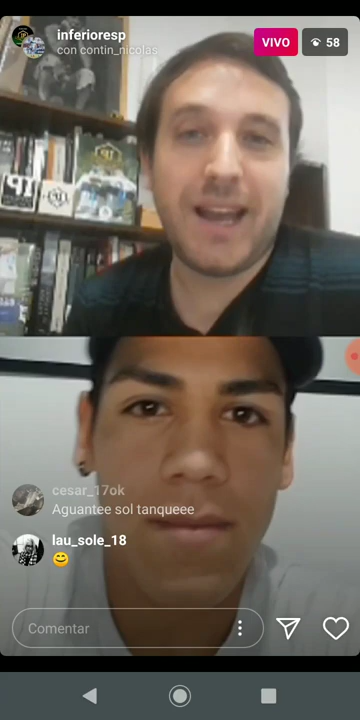 inferioresp
con contin_nicolas
VIVO
58
cesar_17ok
Aguantee sol tanqueee
lau_sole_18
😊
Comentar